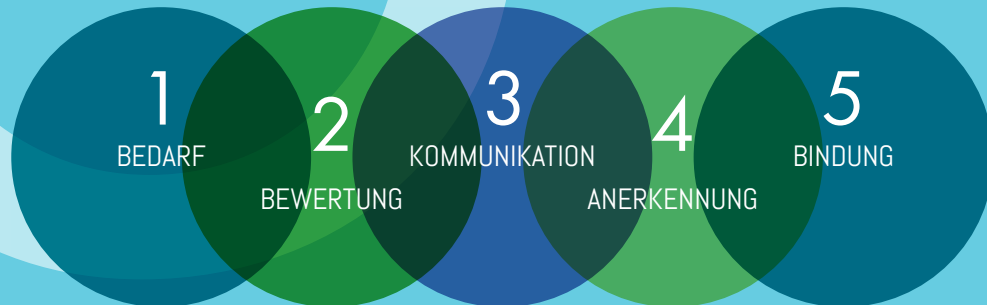 1
BEDARF
2
BEWERTUNG
3
KOMMUNIKATION
4
ANERKENNUNG
5
BINDUNG